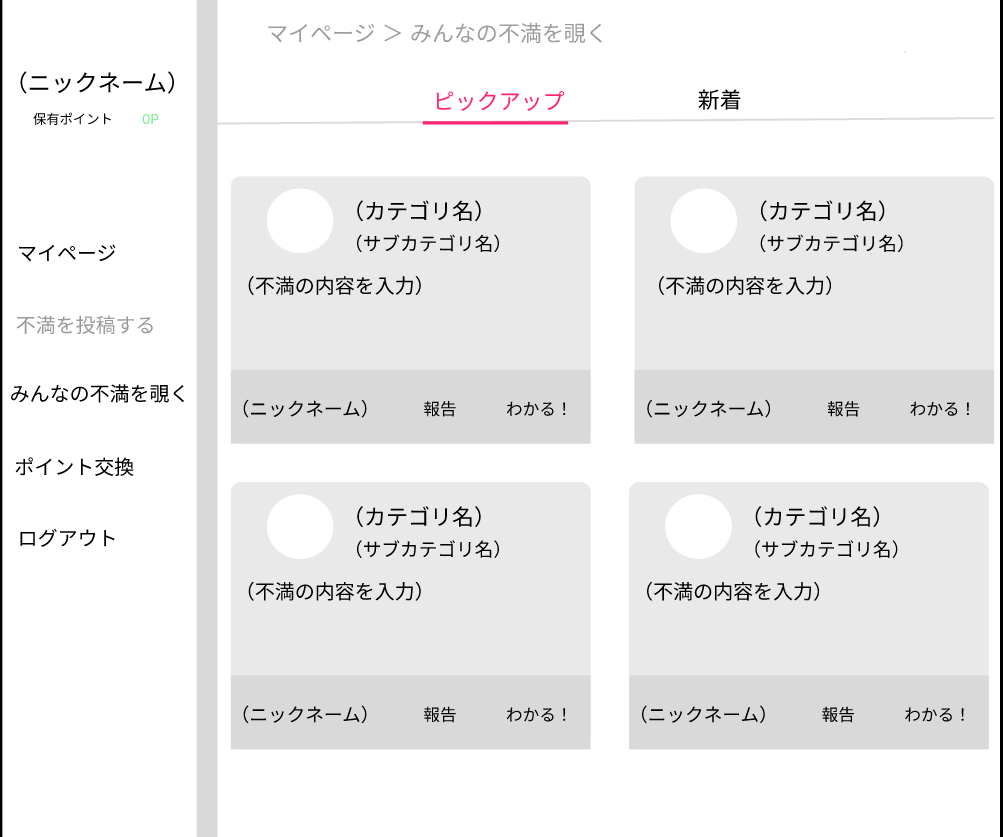 （ニックネーム）
保有ポイント 0P
マイページ
不満を投稿する
みんなの不満を覗く
ポイント交換
ログアウト
マイページ ＞ みんなの不満を覗く
ピックアップ 新着
（カテゴリ名）
（サブカテゴリ名）
（不満の内容を入力）
（ニックネーム） 報告 わかる！
（カテゴリ名）
（サブカテゴリ名）
（不満の内容を入力）
（ニックネーム） 報告 わかる！
（カテゴリ名）
（サブカテゴリ名）
（不満の内容を入力）
（ニックネーム） 報告 わかる！
（カテゴリ名）
（サブカテゴリ名）
（不満の内容を入力）
（ニックネーム） 報告 わかる！